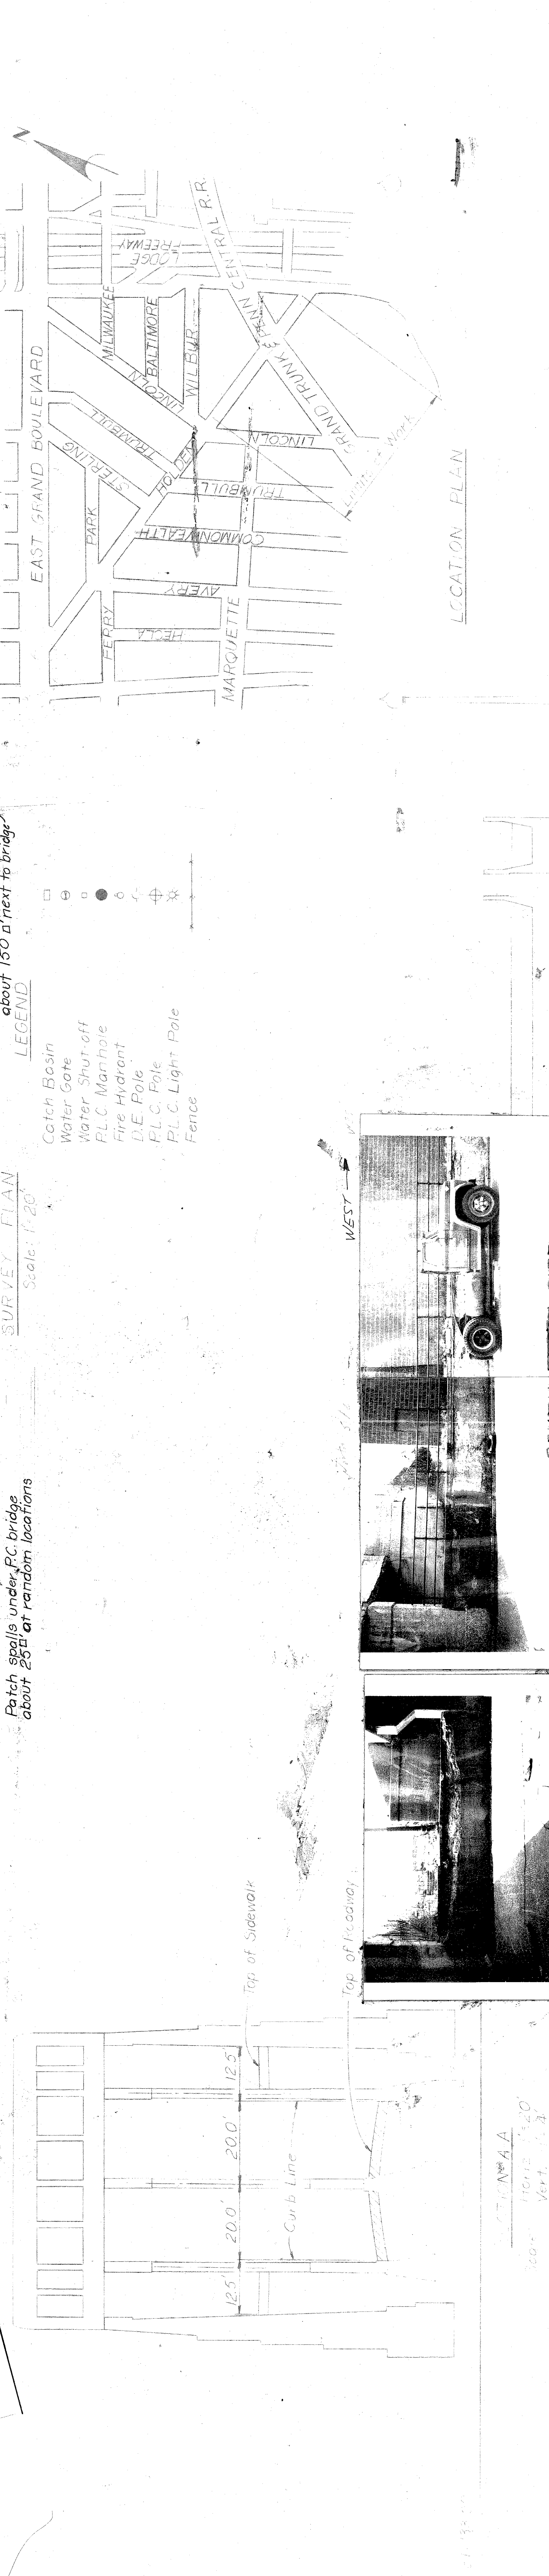 N
EAST GRAND BOULEVARD
MILWAUKEE
BALTIMORE
WILBUR
LODGE
FREEWAY
GRAND TRUNK & PENN CENTRAL R.R.
LINCOLN
TRUMBULL
STERLING
HOLDEN
PARK
LINCOLN
TRUMBULL
COMMONWEALTH
AVERY
FERRY
HECLA
MARQUETTE
Limits of Work
LOCATION PLAN
about 150 □' next to bridge
LEGEND
Catch Basin
Water Gate
Water Shut-off
P.L.C. Manhole
Fire Hydrant
D.E. Pole
P.L.C. Pole
P.L.C. Light Pole
Fence
SURVEY PLAN
Scale: 1"=20'
WEST
Patch spalls under P.C. bridge
about 25□' at random locations
Top of Sidewalk
Top of Roadway
12.5'
20.0'
20.0'
12.5'
Curb Line
SECTION A A